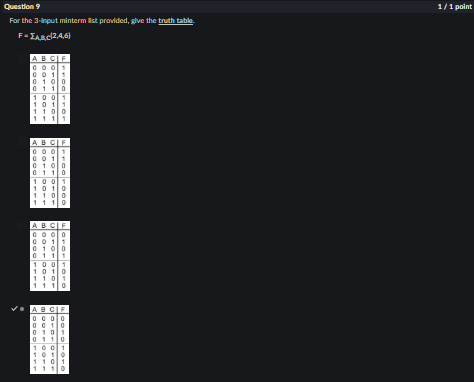 Question 9
1 / 1 point
For the 3-input minterm list provided, give the truth table.
F = ΣA,B,C(2,4,6)
A B C F
0 0 0 1
0 0 1 1
0 1 0 0
0 1 1 0
1 0 0 1
1 0 1 1
1 1 0 0
1 1 1 1
A B C F
0 0 0 1
0 0 1 1
0 1 0 0
0 1 1 0
1 0 0 1
1 0 1 0
1 1 0 0
1 1 1 0
A B C F
0 0 0 0
0 0 1 1
0 1 0 0
0 1 1 1
1 0 0 1
1 0 1 0
1 1 0 1
1 1 1 0
A B C F
0 0 0 0
0 0 1 0
0 1 0 1
0 1 1 0
1 0 0 1
1 0 1 0
1 1 0 1
1 1 1 0